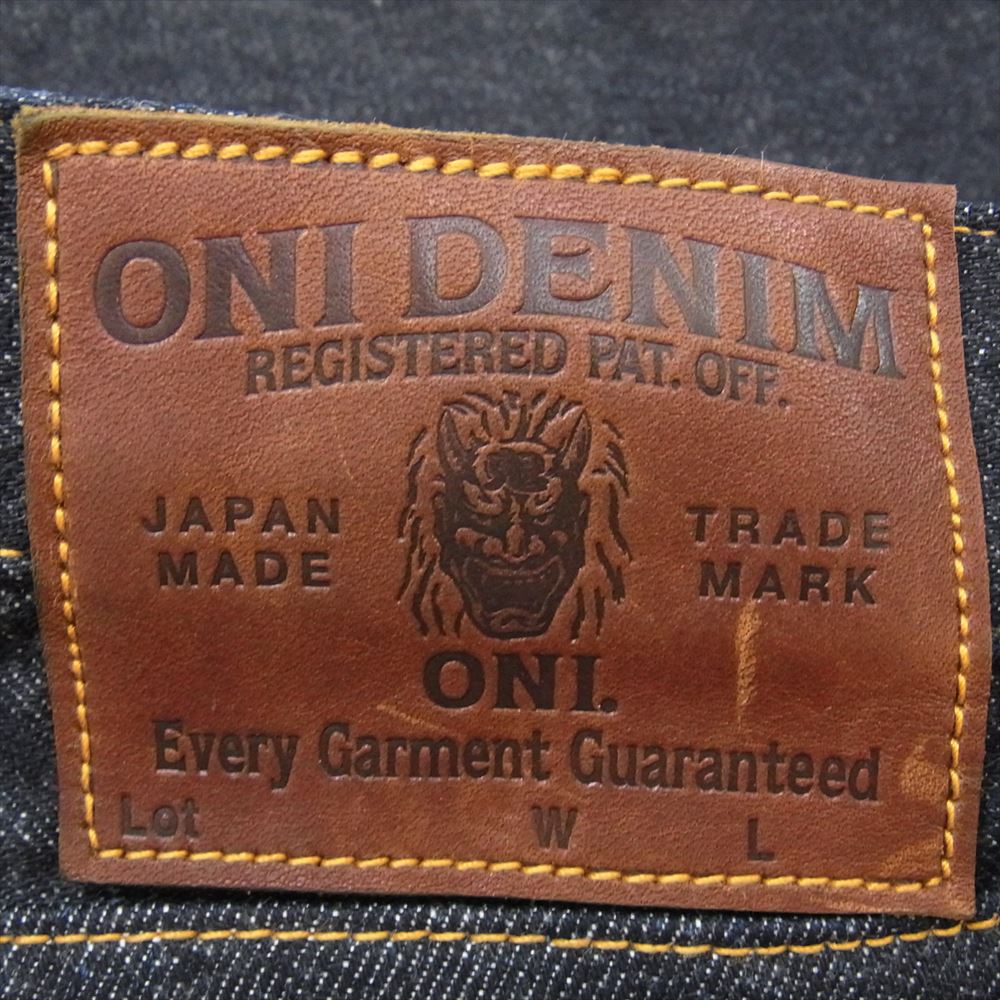 ONI DENIM
REGISTERED PAT. OFF.
JAPAN
MADE
TRADE
MARK
ONI.
Every Garment Guaranteed
Lot W L